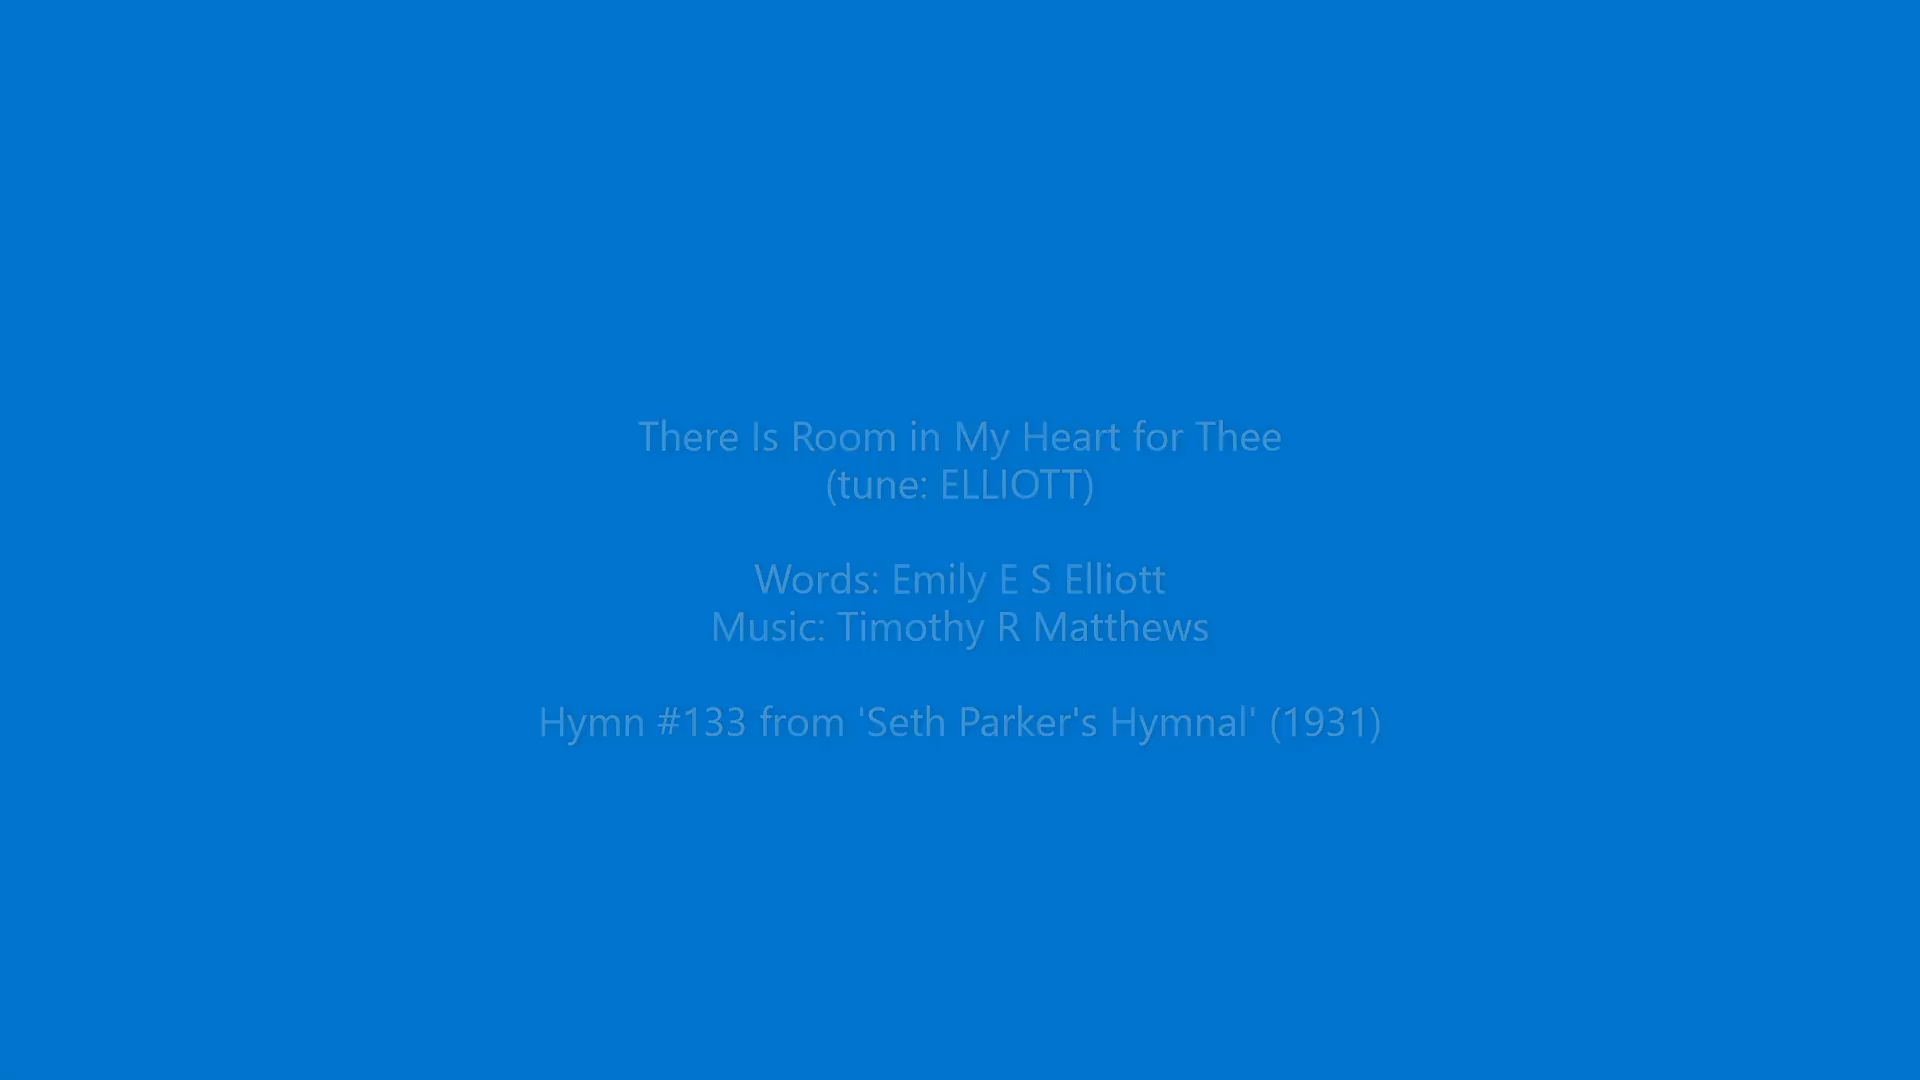 There Is Room in My Heart for Thee
(tune: ELLIOTT)
Words: Emily E S Elliott
Music: Timothy R Matthews
Hymn #133 from 'Seth Parker's Hymnal' (1931)